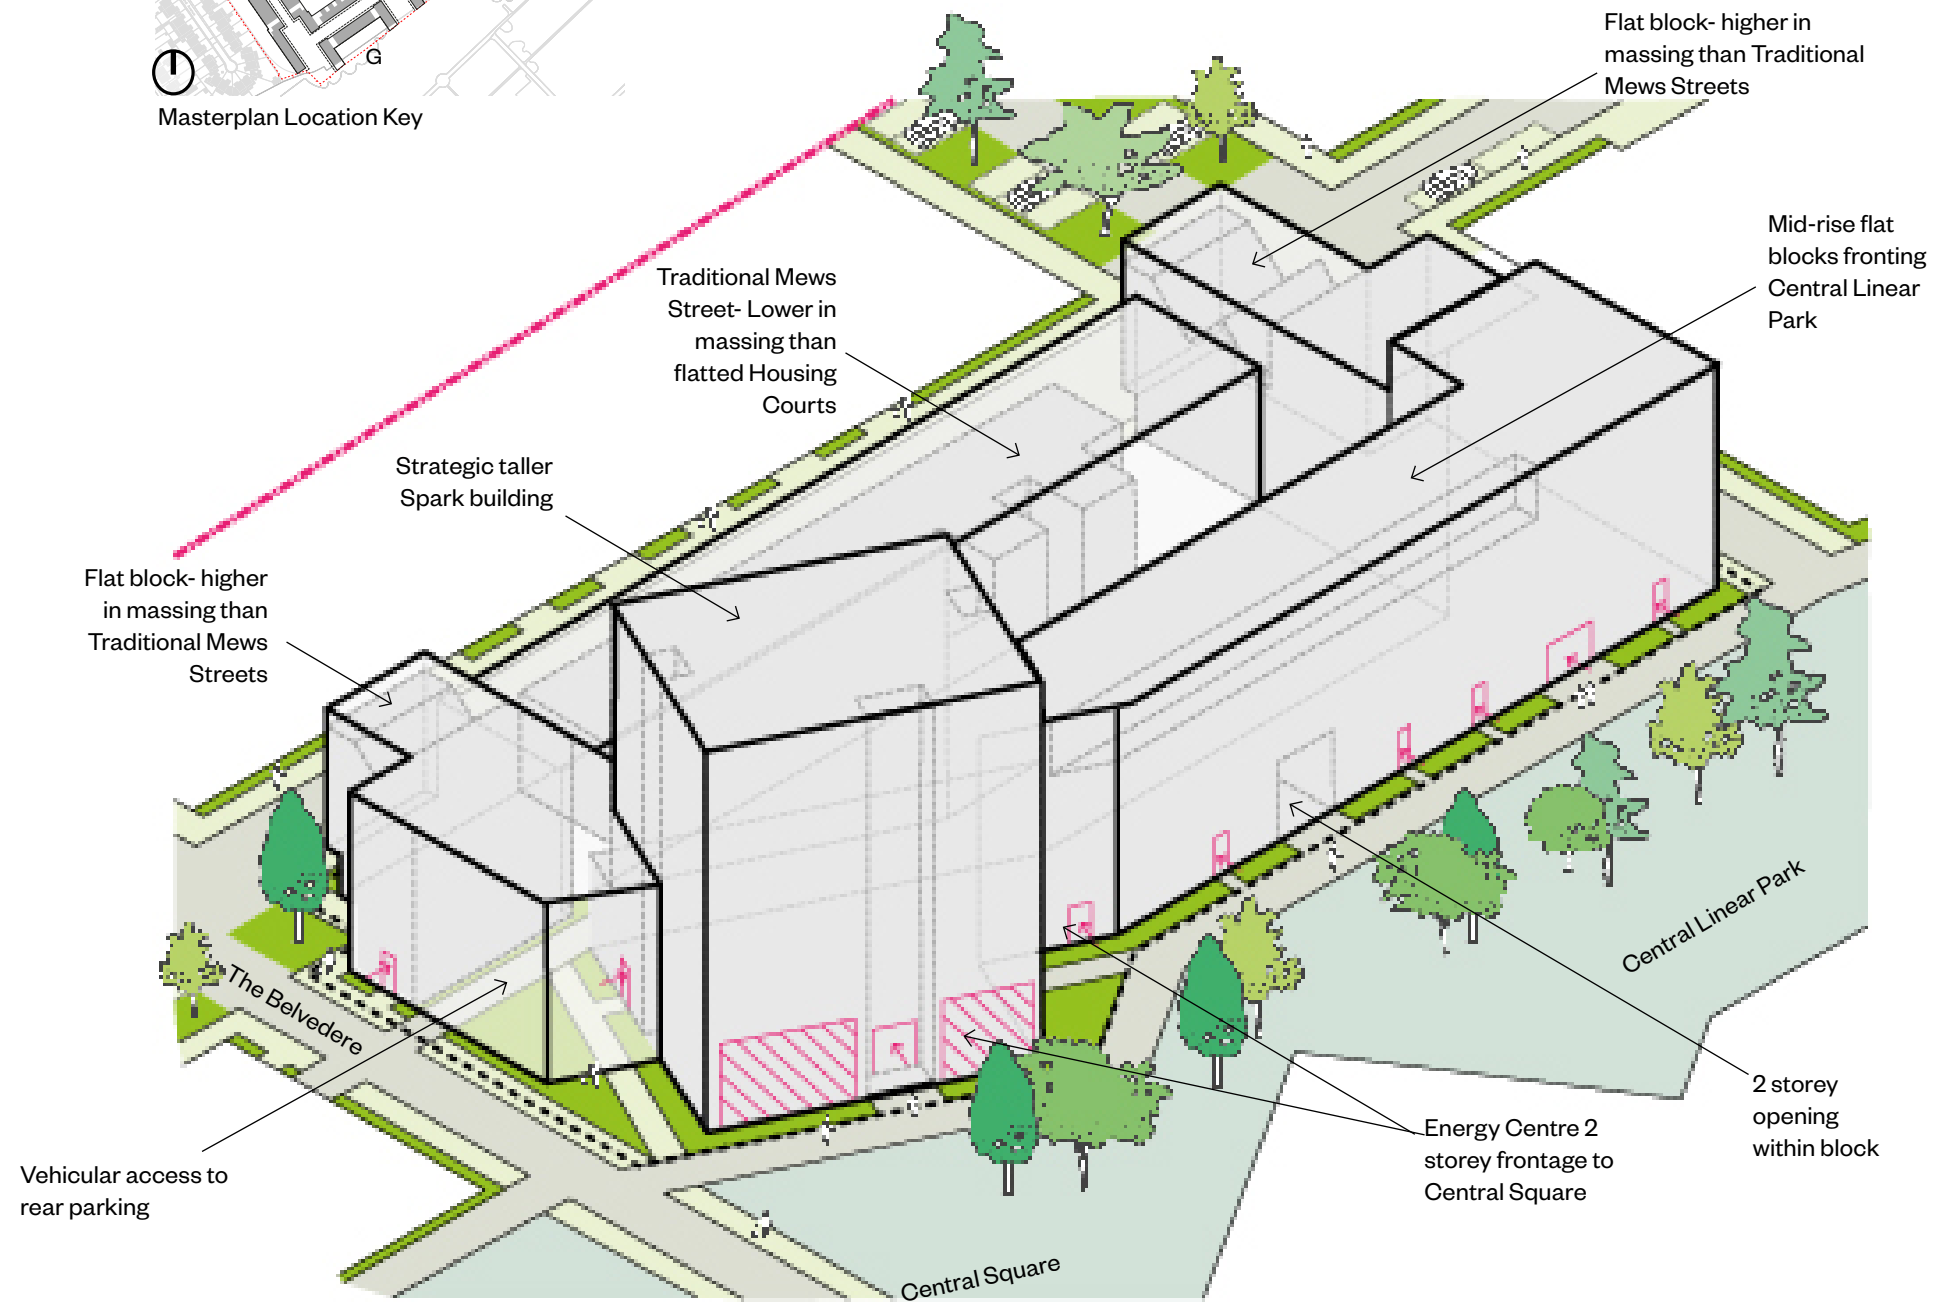 G
Masterplan Location Key
Flat block- higher in
massing than Traditional
Mews Streets
Mid-rise flat
blocks fronting
Central Linear
Park
Traditional Mews
Street- Lower in
massing than
flatted Housing
Courts
Strategic taller
Spark building
Flat block- higher
in massing than
Traditional Mews
Streets
The Belvedere
Central Linear Park
Vehicular access to
rear parking
2 storey
opening
within block
Energy Centre 2
storey frontage to
Central Square
Central Square